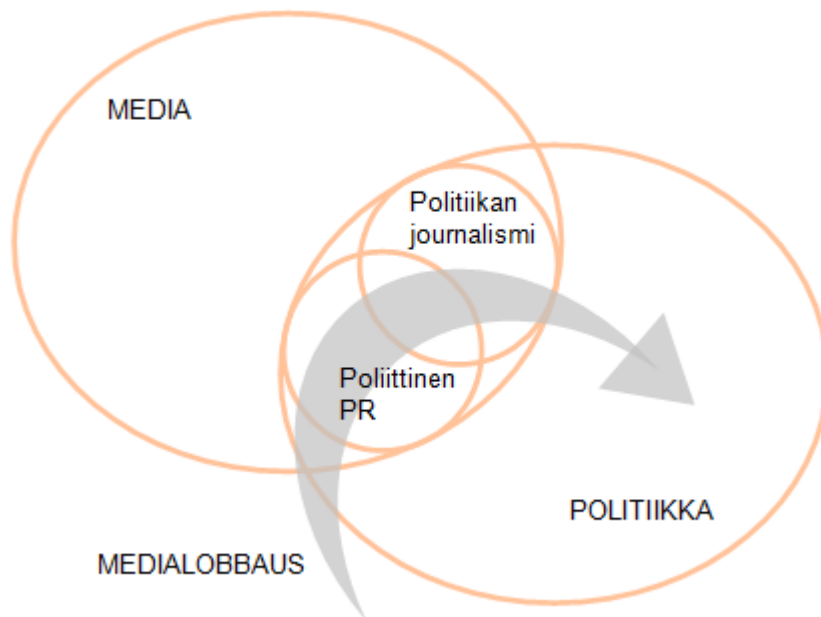 MEDIA
Politiikan
journalismi
Poliittinen
PR
POLITIIKKA
MEDIALOBBAUS